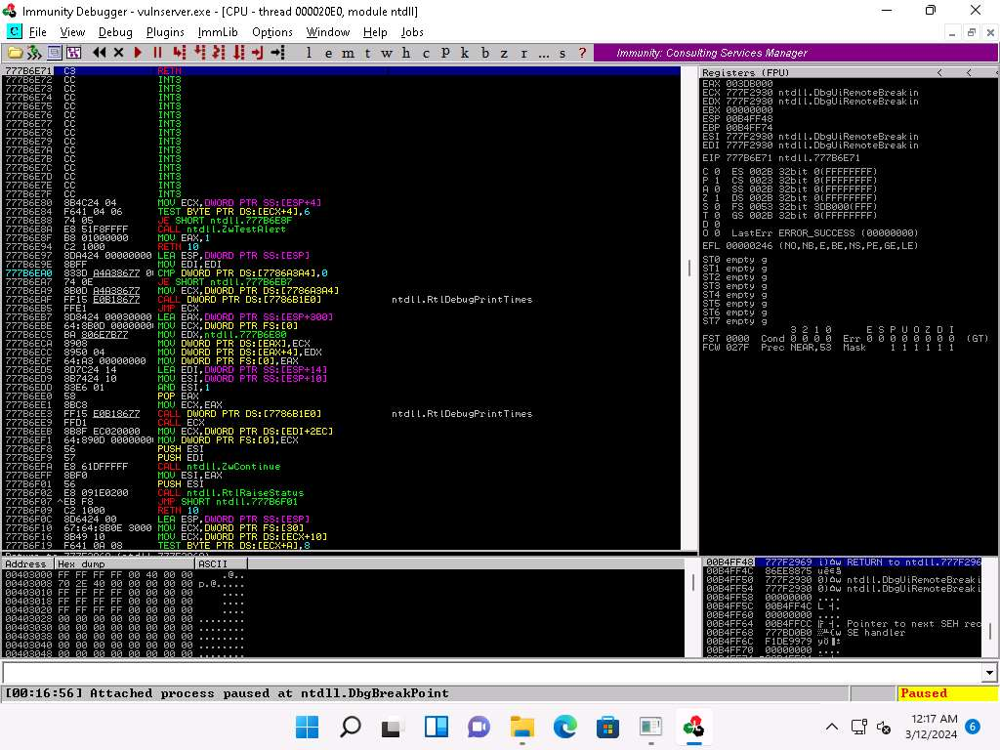 Immunity Debugger - vulnserver.exe - [CPU - thread 000020E0, module ntdll]
C File View Debug Plugins ImmLib Options Window Help Jobs
l e m t w h c P k b z r ... s ? Immunity: Consulting Services Manager
777B6E71 C3 RETN
777B6E72 CC INT3
777B6E73 CC INT3
777B6E74 CC INT3
777B6E75 CC INT3
777B6E76 CC INT3
777B6E77 CC INT3
777B6E78 CC INT3
777B6E79 CC INT3
777B6E7A CC INT3
777B6E7B CC INT3
777B6E7C CC INT3
777B6E7D CC INT3
777B6E7E CC INT3
777B6E7F CC INT3
777B6E80 8B4C24 04 MOV ECX,DWORD PTR SS:[ESP+4]
777B6E84 F641 04 06 TEST BYTE PTR DS:[ECX+4],6
777B6E88 74 05 JE SHORT ntdll.777B6E8F
777B6E8A E8 51F8FFFF CALL ntdll.ZwTestAlert
777B6E8F B8 01000000 MOV EAX,1
777B6E94 C2 1000 RETN 10
777B6E97 8DA424 00000000 LEA ESP,DWORD PTR SS:[ESP]
777B6E9E 8BFF MOV EDI,EDI
777B6EA0 833D A4A38677 0 CMP DWORD PTR DS:[7786A3A4],0
777B6EA7 74 0E JE SHORT ntdll.777B6EB7
777B6EA9 8B0D A4A38677 MOV ECX,DWORD PTR DS:[7786A3A4]
777B6EAF FF15 E0B18677 CALL DWORD PTR DS:[7786B1E0] ntdll.RtlDebugPrintTimes
777B6EB5 FFE1 JMP ECX
777B6EB7 8D8424 00030000 LEA EAX,DWORD PTR SS:[ESP+300]
777B6EBE 64:8B0D 0000000 MOV ECX,DWORD PTR FS:[0]
777B6EC5 BA 806E7B77 MOV EDX,ntdll.777B6E80
777B6ECA 8908 MOV DWORD PTR DS:[EAX],ECX
777B6ECC 8950 04 MOV DWORD PTR DS:[EAX+4],EDX
777B6ECF 64:A3 00000000 MOV DWORD PTR FS:[0],EAX
777B6ED5 8D7C24 14 LEA EDI,DWORD PTR SS:[ESP+14]
777B6ED9 8B7424 10 MOV ESI,DWORD PTR SS:[ESP+10]
777B6EDD 83E6 01 AND ESI,1
777B6EE0 58 POP EAX
777B6EE1 8BC8 MOV ECX,EAX
777B6EE3 FF15 E0B18677 CALL DWORD PTR DS:[7786B1E0] ntdll.RtlDebugPrintTimes
777B6EE9 FFD1 CALL ECX
777B6EEB 8B8F EC020000 MOV ECX,DWORD PTR DS:[EDI+2EC]
777B6EF1 64:890D 0000000 MOV DWORD PTR FS:[0],ECX
777B6EF8 56 PUSH ESI
777B6EF9 57 PUSH EDI
777B6EFA E8 61DFFFFF CALL ntdll.ZwContinue
777B6EFF 8BF0 MOV ESI,EAX
777B6F01 56 PUSH ESI
777B6F02 E8 091E0200 CALL ntdll.RtlRaiseStatus
777B6F07 ^EB F8 JMP SHORT ntdll.777B6F01
777B6F09 C2 1000 RETN 10
777B6F0C 8D6424 00 LEA ESP,DWORD PTR SS:[ESP]
777B6F10 67:64:8B0E 3000 MOV ECX,DWORD PTR FS:[30]
777B6F16 8B49 10 MOV ECX,DWORD PTR DS:[ECX+10]
777B6F19 F641 0A 08 TEST BYTE PTR DS:[ECX+A],8
Registers (FPU) < < <
EAX 003DB000
ECX 777F2930 ntdll.DbgUiRemoteBreakin
EDX 777F2930 ntdll.DbgUiRemoteBreakin
EBX 00000000
ESP 00B4FF48
EBP 00B4FF74
ESI 777F2930 ntdll.DbgUiRemoteBreakin
EDI 777F2930 ntdll.DbgUiRemoteBreakin
EIP 777B6E71 ntdll.777B6E71
C 0 ES 002B 32bit 0(FFFFFFFF)
P 1 CS 0023 32bit 0(FFFFFFFF)
A 0 SS 002B 32bit 0(FFFFFFFF)
Z 1 DS 002B 32bit 0(FFFFFFFF)
S 0 FS 0053 32bit 3DB000(FFF)
T 0 GS 002B 32bit 0(FFFFFFFF)
D 0
O 0 LastErr ERROR_SUCCESS (00000000)
EFL 00000246 (NO,NB,E,BE,NS,PE,GE,LE)
ST0 empty g
ST1 empty g
ST2 empty g
ST3 empty g
ST4 empty g
ST5 empty g
ST6 empty g
ST7 empty g
3 2 1 0 E S P U O Z D I
FST 0000 Cond 0 0 0 0 Err 0 0 0 0 0 0 0 0 (GT)
FCW 027F Prec NEAR,53 Mask 1 1 1 1 1 1
Address Hex dump ASCII
00403000 FF FF FF FF 00 40 00 00 .@..
00403008 70 2E 40 00 00 00 00 00 p.@.....
00403010 FF FF FF FF 00 00 00 00 ....
00403018 FF FF FF FF 00 00 00 00 ....
00403020 FF FF FF FF 00 00 00 00 ....
00403028 00 00 00 00 00 00 00 00 ........
00403030 00 00 00 00 00 00 00 00 ........
00403038 00 00 00 00 00 00 00 00 ........
00403040 00 00 00 00 00 00 00 00 ........
00403048 00 00 00 00 00 00 00 00 ........
00B4FF48 777F2969 RETURN to ntdll.777F296
00B4FF4C 86EE8875
00B4FF50 777F2930 ntdll.DbgUiRemoteBreaki
00B4FF54 777F2930 ntdll.DbgUiRemoteBreaki
00B4FF58 00000000 ....
00B4FF5C 00B4FF4C
00B4FF60 00000000 ....
00B4FF64 00B4FFCC Pointer to next SEH rec
00B4FF68 777BD0B0 SE handler
00B4FF6C F1DE9979
00B4FF70 00000000 ....
[00:16:56] Attached process paused at ntdll.DbgBreakPoint
Paused
12:17 AM
3/12/2024
6